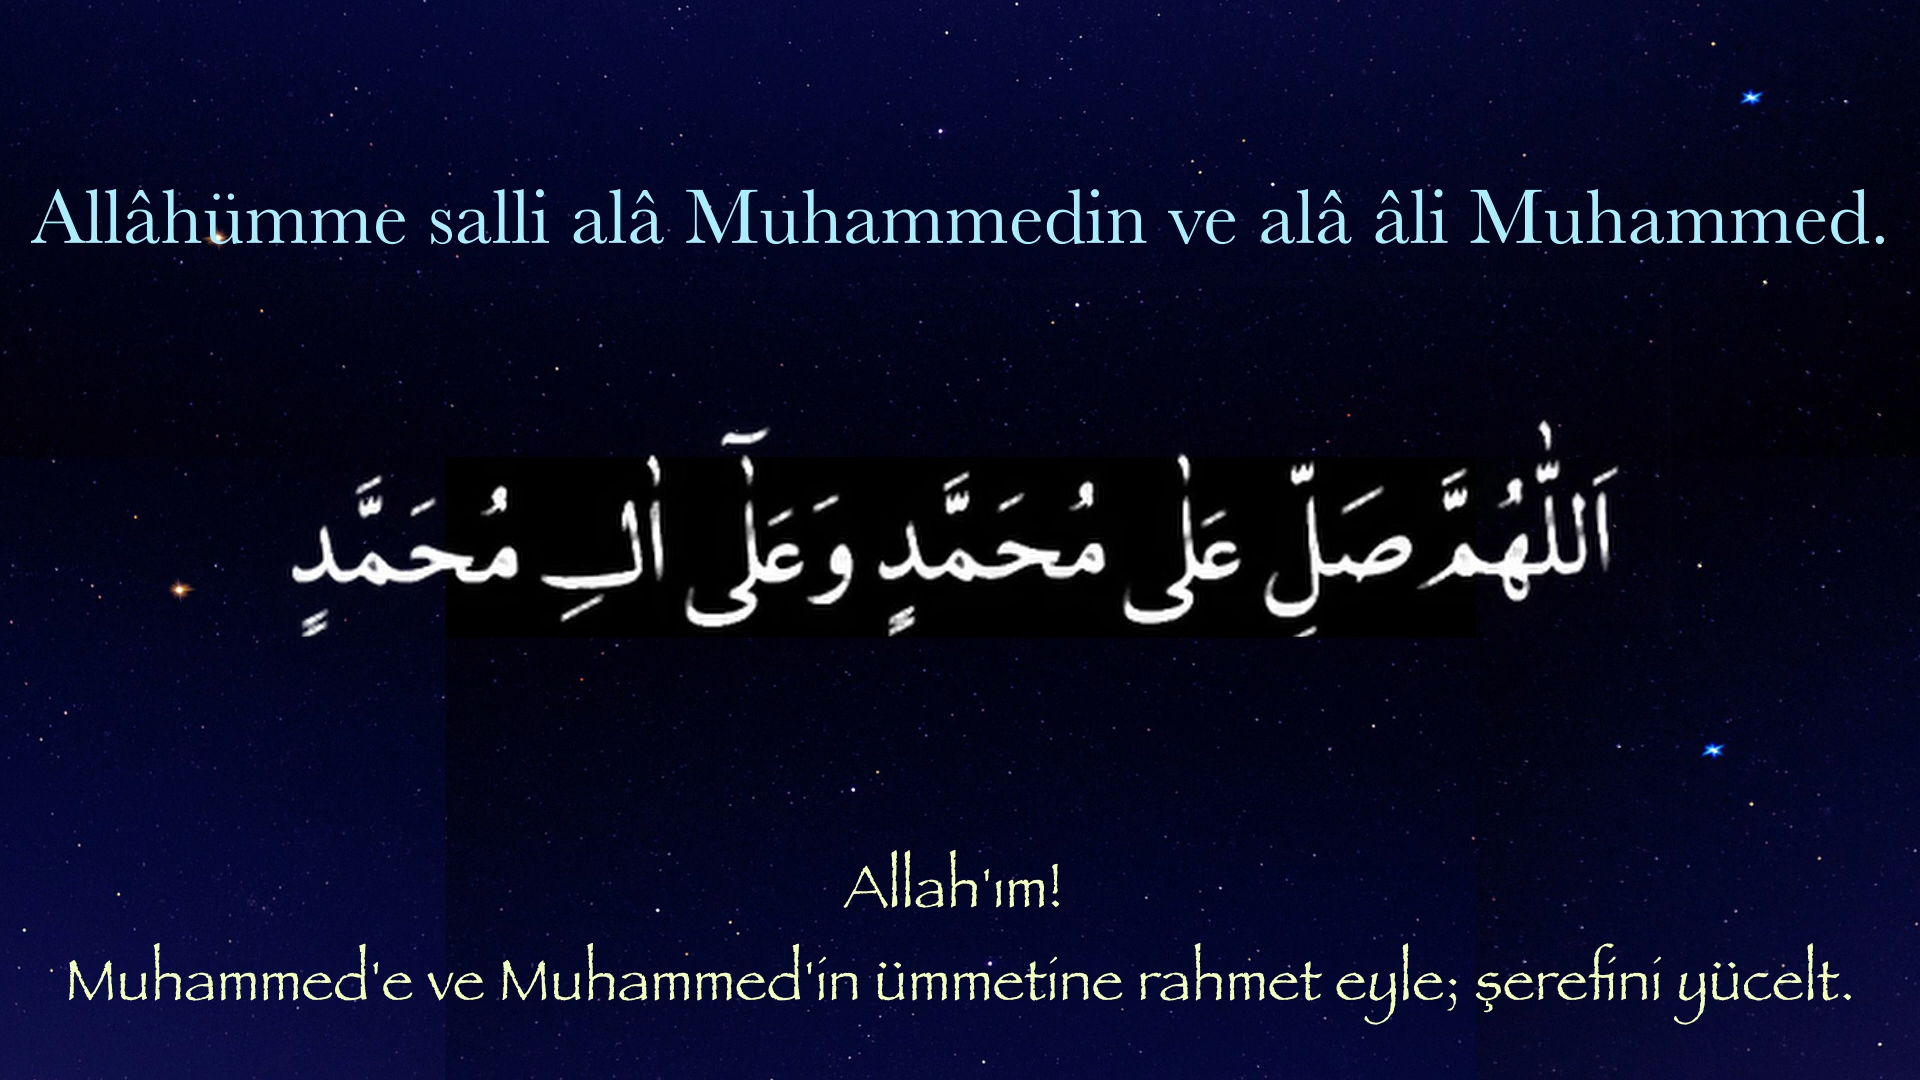 Allâhümme salli alâ Muhammedin ve alâ âli Muhammed.
اَللّٰهُمَّ صَلِّ عَلٰى مُحَمَّدٍ وَعَلٰٓى اٰلِ مُحَمَّدٍ
Allah'ım!
Muhammed'e ve Muhammed'in ümmetine rahmet eyle; şerefini yücelt.